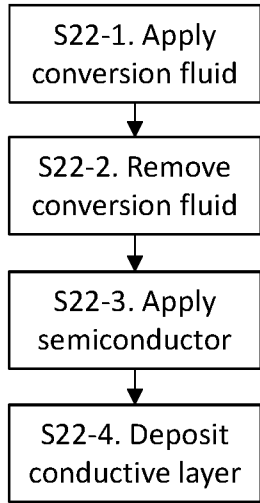 S22-1. Apply
conversion fluid
S22-2. Remove
conversion fluid
S22-3. Apply
semiconductor
S22-4. Deposit
conductive layer